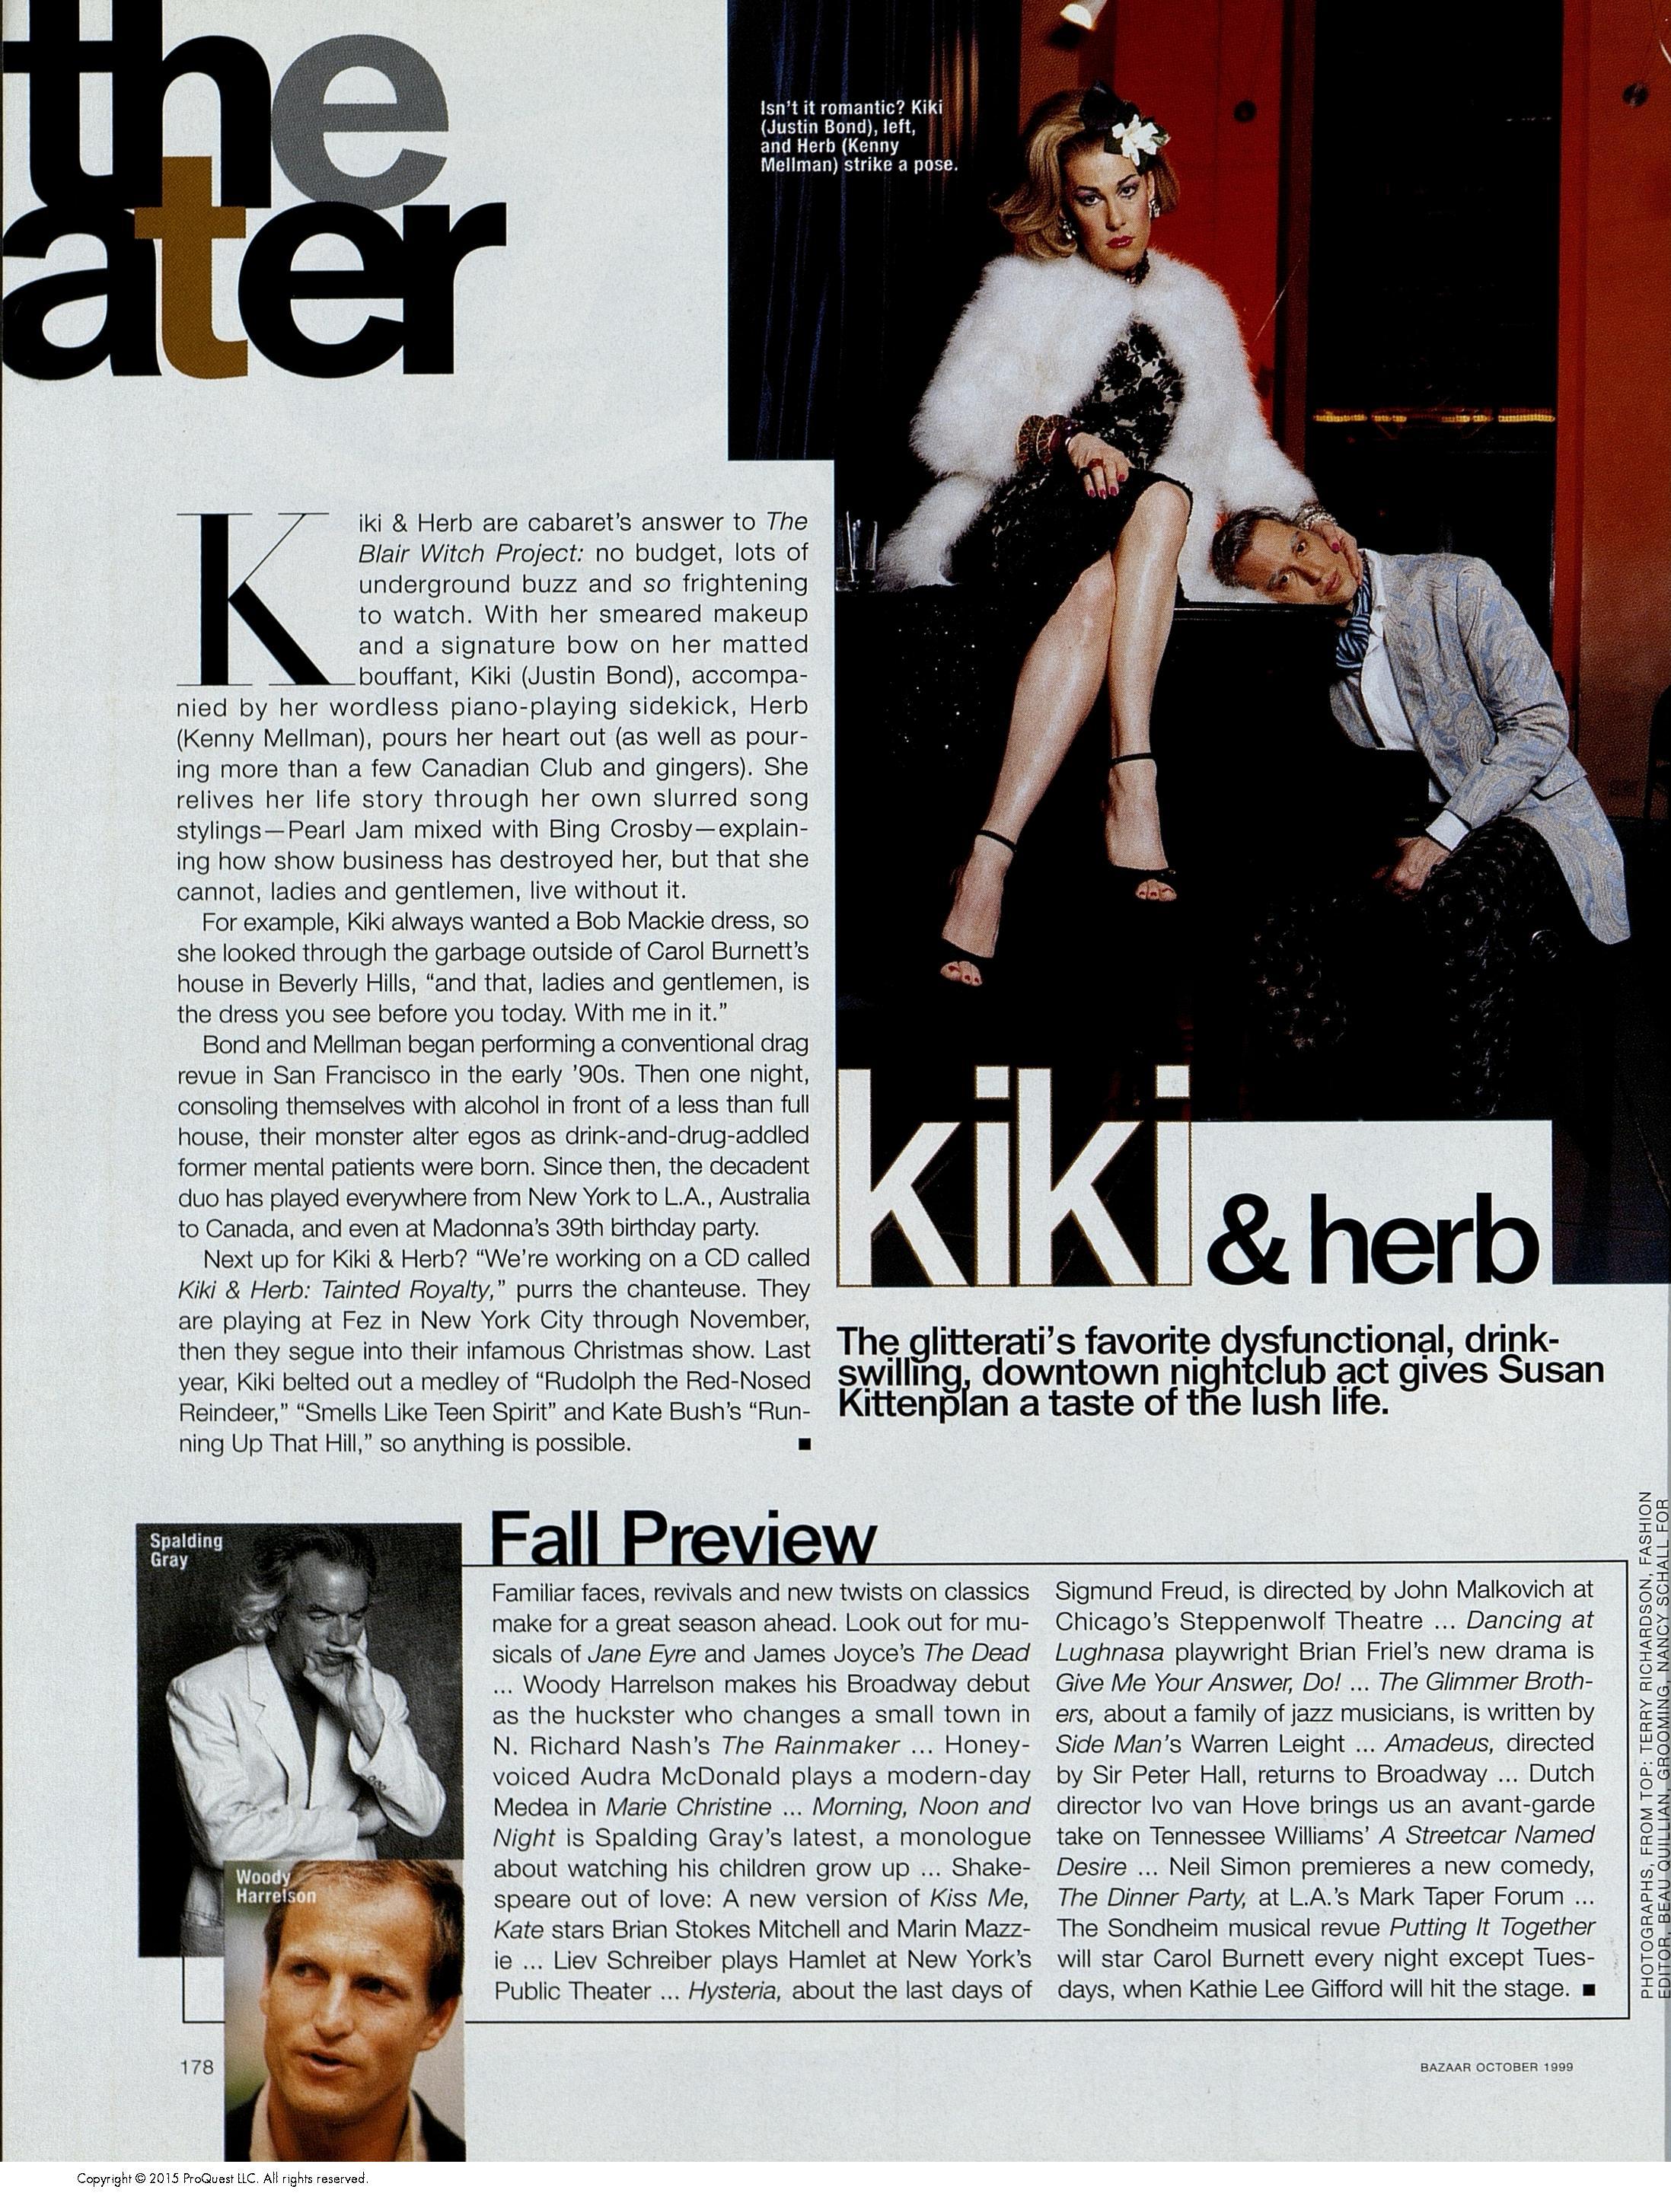 the
ater
Isn't it romantic? Kiki
(Justin Bond), left,
and Herb (Kenny
Mellman) strike a pose.
Kiki & Herb are cabaret's answer to The
Blair Witch Project: no budget, lots of
underground buzz and so frightening
to watch. With her smeared makeup
and a signature bow on her matted
bouffant, Kiki (Justin Bond), accompa-
nied by her wordless piano-playing sidekick, Herb
(Kenny Mellman), pours her heart out (as well as pour-
ing more than a few Canadian Club and gingers). She
relives her life story through her own slurred song
stylings—Pearl Jam mixed with Bing Crosby—explain-
ing how show business has destroyed her, but that she
cannot, ladies and gentlemen, live without it.
For example, Kiki always wanted a Bob Mackie dress, so
she looked through the garbage outside of Carol Burnett's
house in Beverly Hills, “and that, ladies and gentlemen, is
the dress you see before you today. With me in it.”
Bond and Mellman began performing a conventional drag
revue in San Francisco in the early '90s. Then one night,
consoling themselves with alcohol in front of a less than full
house, their monster alter egos as drink-and-drug-addled
former mental patients were born. Since then, the decadent
duo has played everywhere from New York to L.A., Australia
to Canada, and even at Madonna's 39th birthday party.
Next up for Kiki & Herb? “We're working on a CD called
Kiki & Herb: Tainted Royalty,” purrs the chanteuse. They
are playing at Fez in New York City through November,
then they segue into their infamous Christmas show. Last
year, Kiki belted out a medley of “Rudolph the Red-Nosed
Reindeer,” “Smells Like Teen Spirit” and Kate Bush's “Run-
ning Up That Hill,” so anything is possible. ■
kiki & herb
The glitterati's favorite dysfunctional, drink-
swilling, downtown nightclub act gives Susan
Kittenplan a taste of the lush life.
Spalding
Gray
Woody
Harrelson
Fall Preview
Familiar faces, revivals and new twists on classics
make for a great season ahead. Look out for mu-
sicals of Jane Eyre and James Joyce's The Dead
... Woody Harrelson makes his Broadway debut
as the huckster who changes a small town in
N. Richard Nash's The Rainmaker ... Honey-
voiced Audra McDonald plays a modern-day
Medea in Marie Christine ... Morning, Noon and
Night is Spalding Gray's latest, a monologue
about watching his children grow up ... Shake-
speare out of love: A new version of Kiss Me,
Kate stars Brian Stokes Mitchell and Marin Mazz-
ie ... Liev Schreiber plays Hamlet at New York's
Public Theater ... Hysteria, about the last days of
Sigmund Freud, is directed by John Malkovich at
Chicago's Steppenwolf Theatre ... Dancing at
Lughnasa playwright Brian Friel's new drama is
Give Me Your Answer, Do! ... The Glimmer Broth-
ers, about a family of jazz musicians, is written by
Side Man's Warren Leight ... Amadeus, directed
by Sir Peter Hall, returns to Broadway ... Dutch
director Ivo van Hove brings us an avant-garde
take on Tennessee Williams' A Streetcar Named
Desire ... Neil Simon premieres a new comedy,
The Dinner Party, at L.A.'s Mark Taper Forum ...
The Sondheim musical revue Putting It Together
will star Carol Burnett every night except Tues-
days, when Kathie Lee Gifford will hit the stage. ■
PHOTOGRAPHS, FROM TOP: TERRY RICHARDSON, FASHION
EDITOR, BEAU QUILLIAN, GROOMING, NANCY SCHALL FOR
178
BAZAAR OCTOBER 1999
Copyright © 2015 ProQuest LLC. All rights reserved.